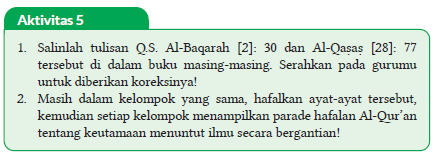 Aktivitas 5
1. Salinlah tulisan Q.S. Al-Baqarah [2]: 30 dan Al-Qaṣaṣ [28]: 77
tersebut di dalam buku masing-masing. Serahkan pada gurumu
untuk diberikan koreksinya!
2. Masih dalam kelompok yang sama, hafalkan ayat-ayat tersebut,
kemudian setiap kelompok menampilkan parade hafalan Al-Qur'an
tentang keutamaan menuntut ilmu secara bergantian!